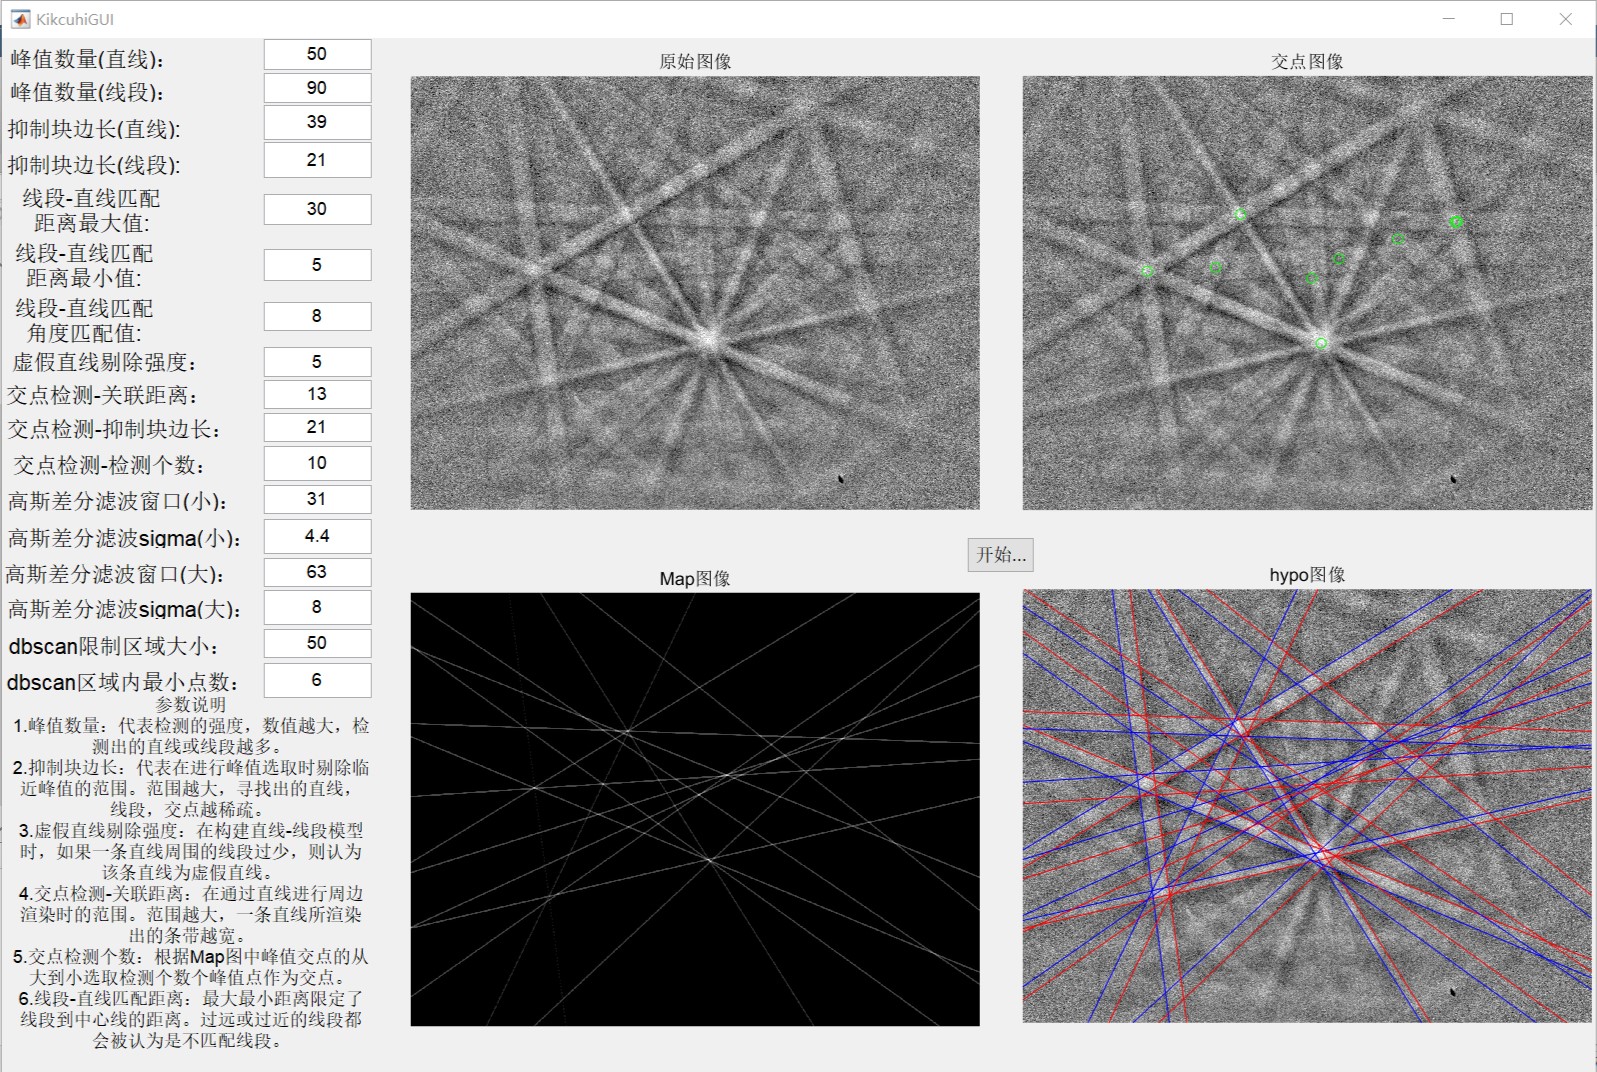 KikcuhiGUI
峰值数量(直线): 50
峰值数量(线段): 90
抑制块边长(直线): 39
抑制块边长(线段): 21
线段-直线匹配
距离最大值: 30
线段-直线匹配
距离最小值: 5
线段-直线匹配
角度匹配值: 8
虚假直线剔除强度: 5
交点检测-关联距离: 13
交点检测-抑制块边长: 21
交点检测-检测个数: 10
高斯差分滤波窗口(小): 31
高斯差分滤波sigma(小): 4.4
高斯差分滤波窗口(大): 63
高斯差分滤波sigma(大): 8
dbscan限制区域大小: 50
dbscan区域内最小点数: 6
参数说明
1.峰值数量：代表检测的强度，数值越大，检
测出的直线或线段越多。
2.抑制块边长：代表在进行峰值选取时剔除临
近峰值的范围。范围越大，寻找出的直线，
线段，交点越稀疏。
3.虚假直线剔除强度：在构建直线-线段模型
时，如果一条直线周围的线段过少，则认为
该条直线为虚假直线。
4.交点检测-关联距离：在通过直线进行周边
渲染时的范围。范围越大，一条直线所渲染
出的条带越宽。
5.交点检测个数：根据Map图中峰值交点的从
大到小选取检测个数个峰值点作为交点。
6.线段-直线匹配距离：最大最小距离限定了
线段到中心线的距离。过远或过近的线段都
会被认为是不匹配线段。
原始图像
交点图像
开始...
Map图像
hypo图像